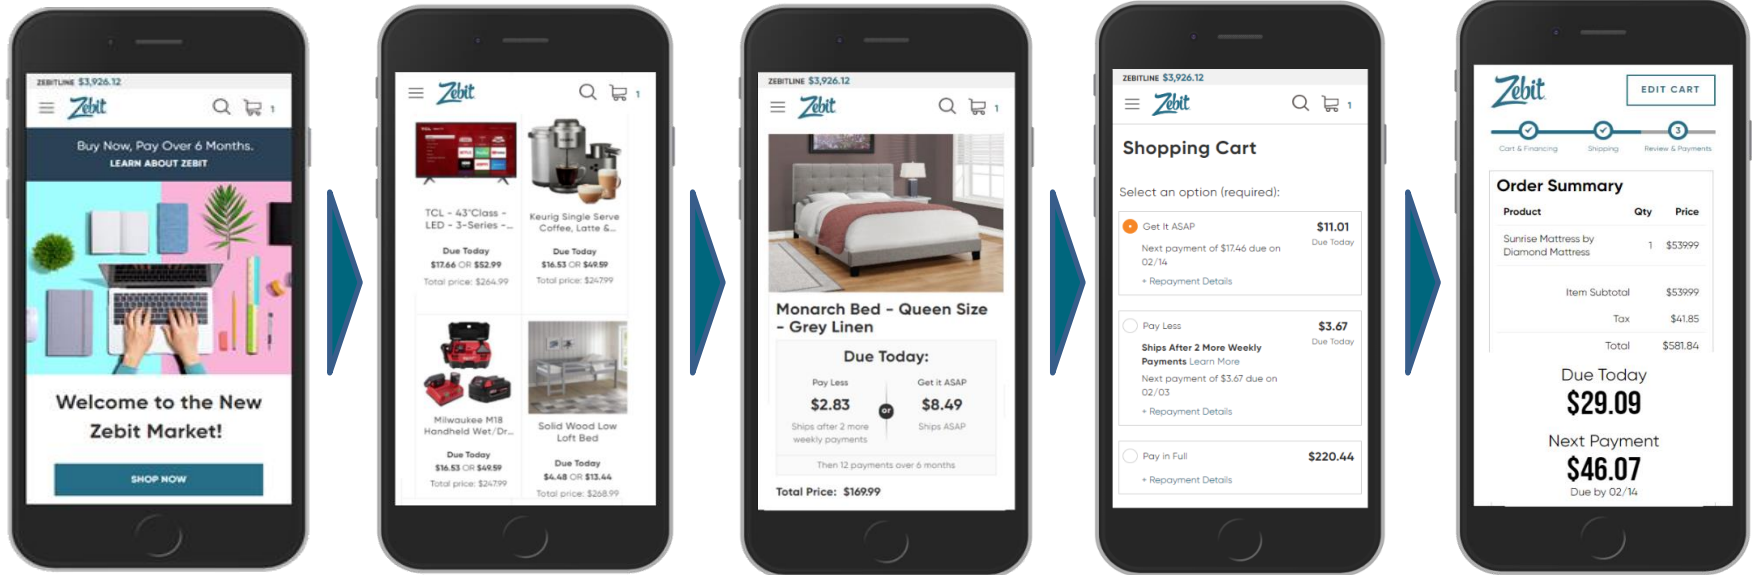 ZEBITLINE $3,926.12
Zebit
1
Buy Now, Pay Over 6 Months.
LEARN ABOUT ZEBIT
Welcome to the New
Zebit Market!
SHOP NOW
Zebit
1
TCL - 43"Class -
LED - 3-Series -...
Due Today
$17.66 OR $52.99
Total price: $264.99
Keurig Single Serve
Coffee, Latte &...
Due Today
$16.53 OR $49.59
Total price: $247.99
Milwaukee M18
Handheld Wet/Dr...
Due Today
$16.53 OR $49.59
Total price: $247.99
Solid Wood Low
Loft Bed
Due Today
$4.48 OR $13.44
Total price: $268.99
ZEBITLINE $3,926.12
Zebit
1
Monarch Bed - Queen Size
- Grey Linen
Due Today:
Pay Less
$2.83
Ships after 2 more
weekly payments
or
Get it ASAP
$8.49
Ships ASAP
Then 12 payments over 6 months
Total Price: $169.99
ZEBITLINE $3,926.12
Zebit
1
Shopping Cart
Select an option (required):
Get It ASAP
$11.01
Due Today
Next payment of $17.46 due on
02/14
+ Repayment Details
Pay Less
$3.67
Due Today
Ships After 2 More Weekly
Payments Learn More
Next payment of $3.67 due on
02/03
+ Repayment Details
Pay in Full
$220.44
+ Repayment Details
Zebit
EDIT CART
3
Cart & Financing
Shipping
Review & Payments
Order Summary
Product Qty Price
Sunrise Mattress by
Diamond Mattress
1 $539.99
Item Subtotal $539.99
Tax $41.85
Total $581.84
Due Today
$29.09
Next Payment
$46.07
Due by 02/14